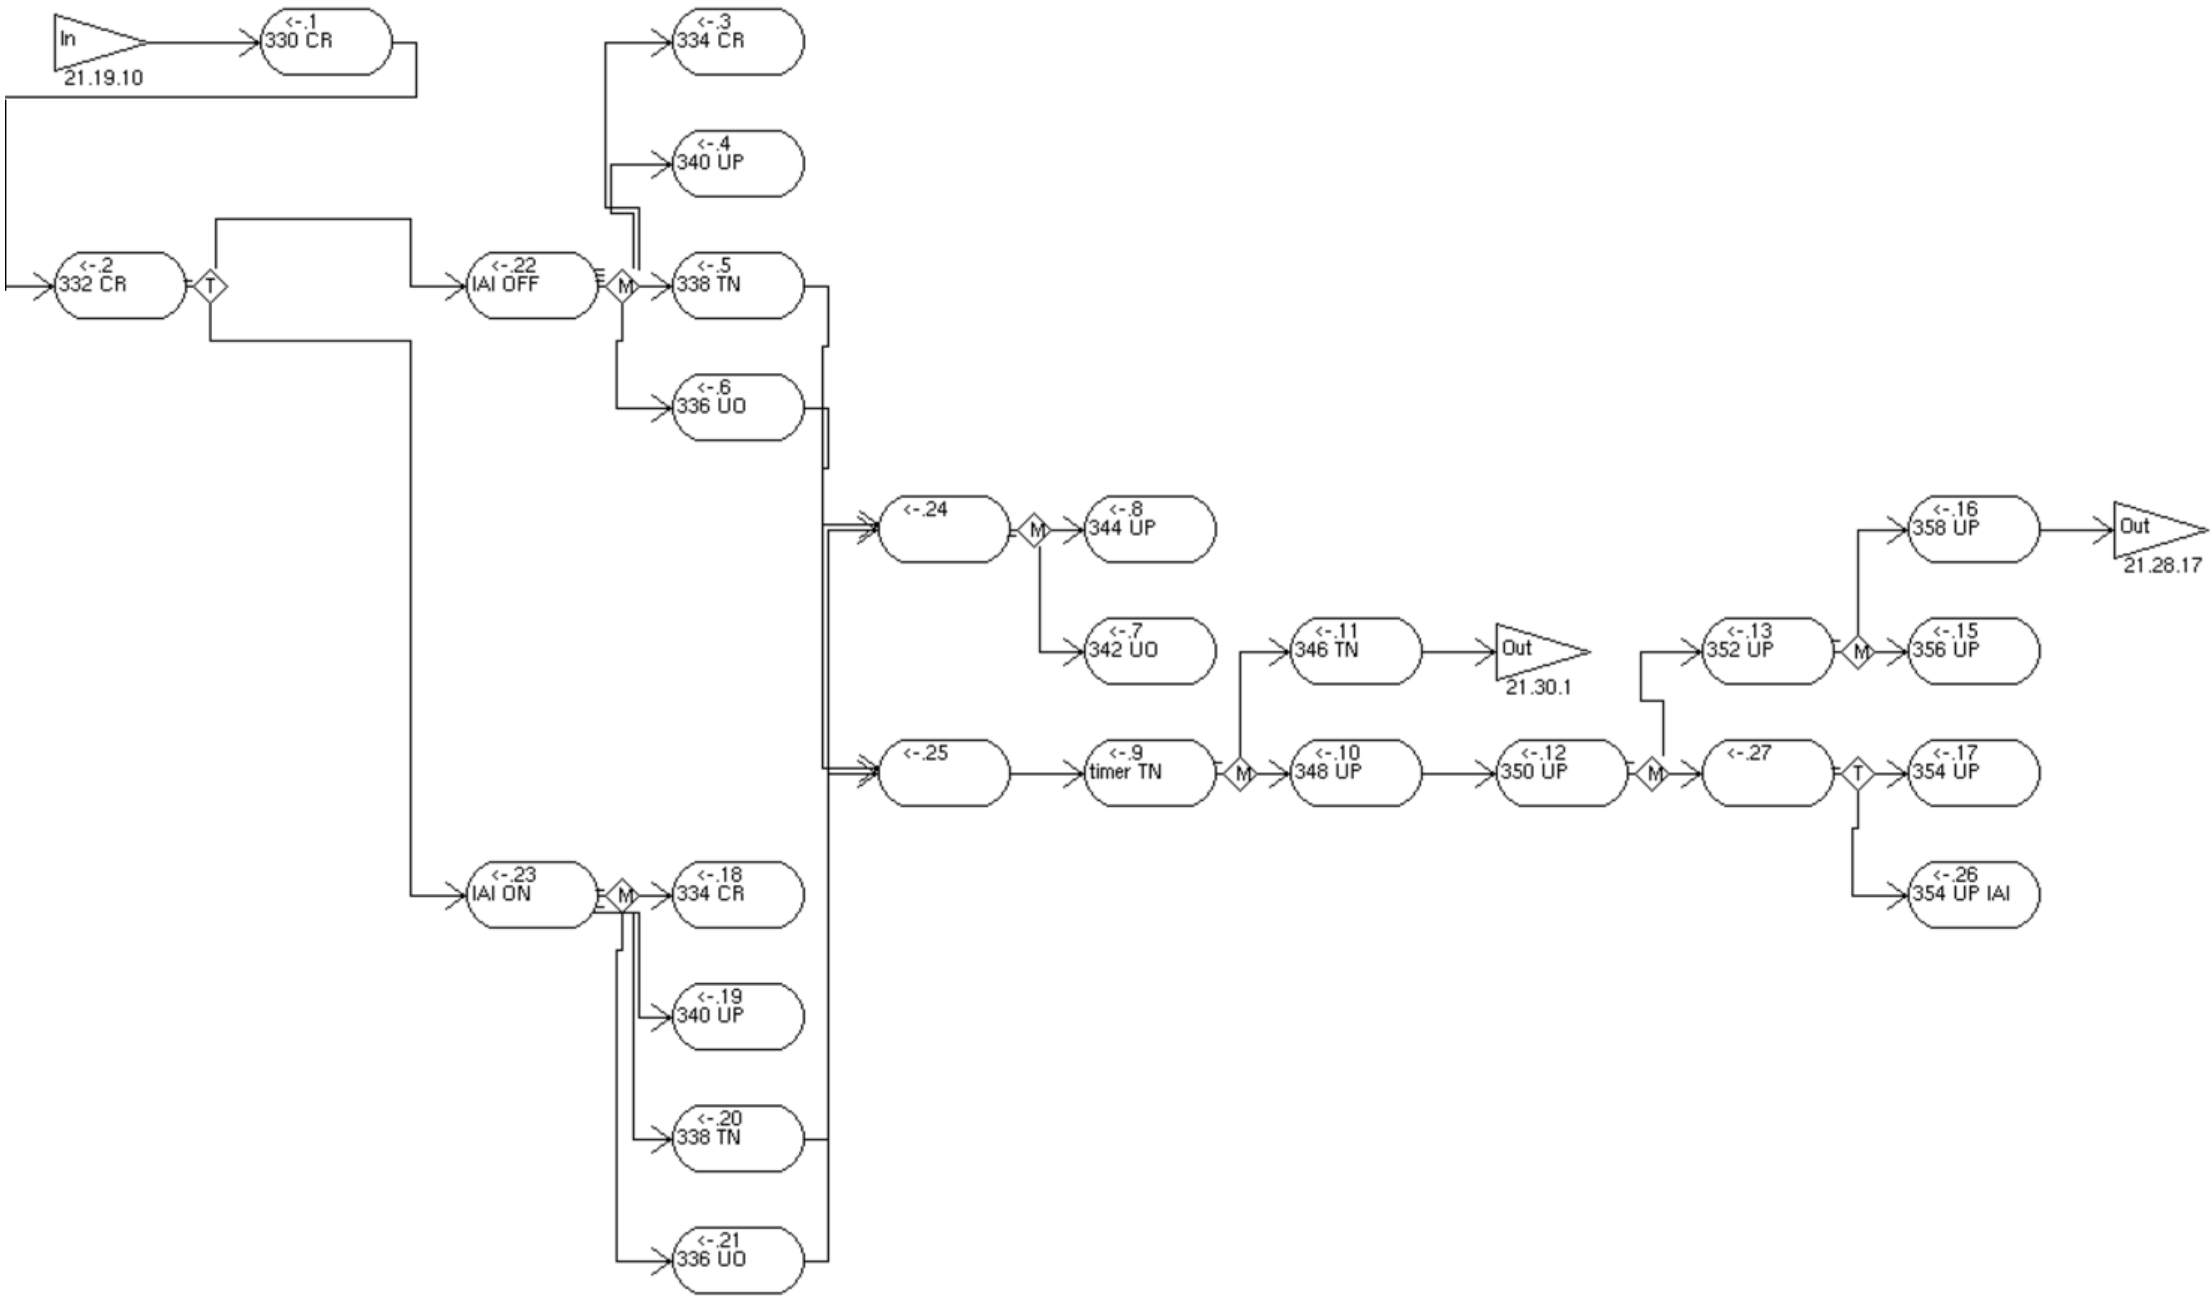 In
21.19.10
<-.1
330 CR
<-.3
334 CR
<-.4
340 UP
<-.2
332 CR
T
<-.22
IAI OFF
M
<-.5
338 TN
<-.6
336 UO
<-.24
M
<-.8
344 UP
<-.16
358 UP
Out
21.28.17
<-.7
342 UO
<-.11
346 TN
Out
21.30.1
<-.13
352 UP
M
<-.15
356 UP
<-.25
<-.9
timer TN
M
<-.10
348 UP
<-.12
350 UP
M
<-.27
T
<-.17
354 UP
<-.23
IAI ON
M
<-.18
334 CR
<-.26
354 UP IAI
<-.19
340 UP
<-.20
338 TN
<-.21
336 UO